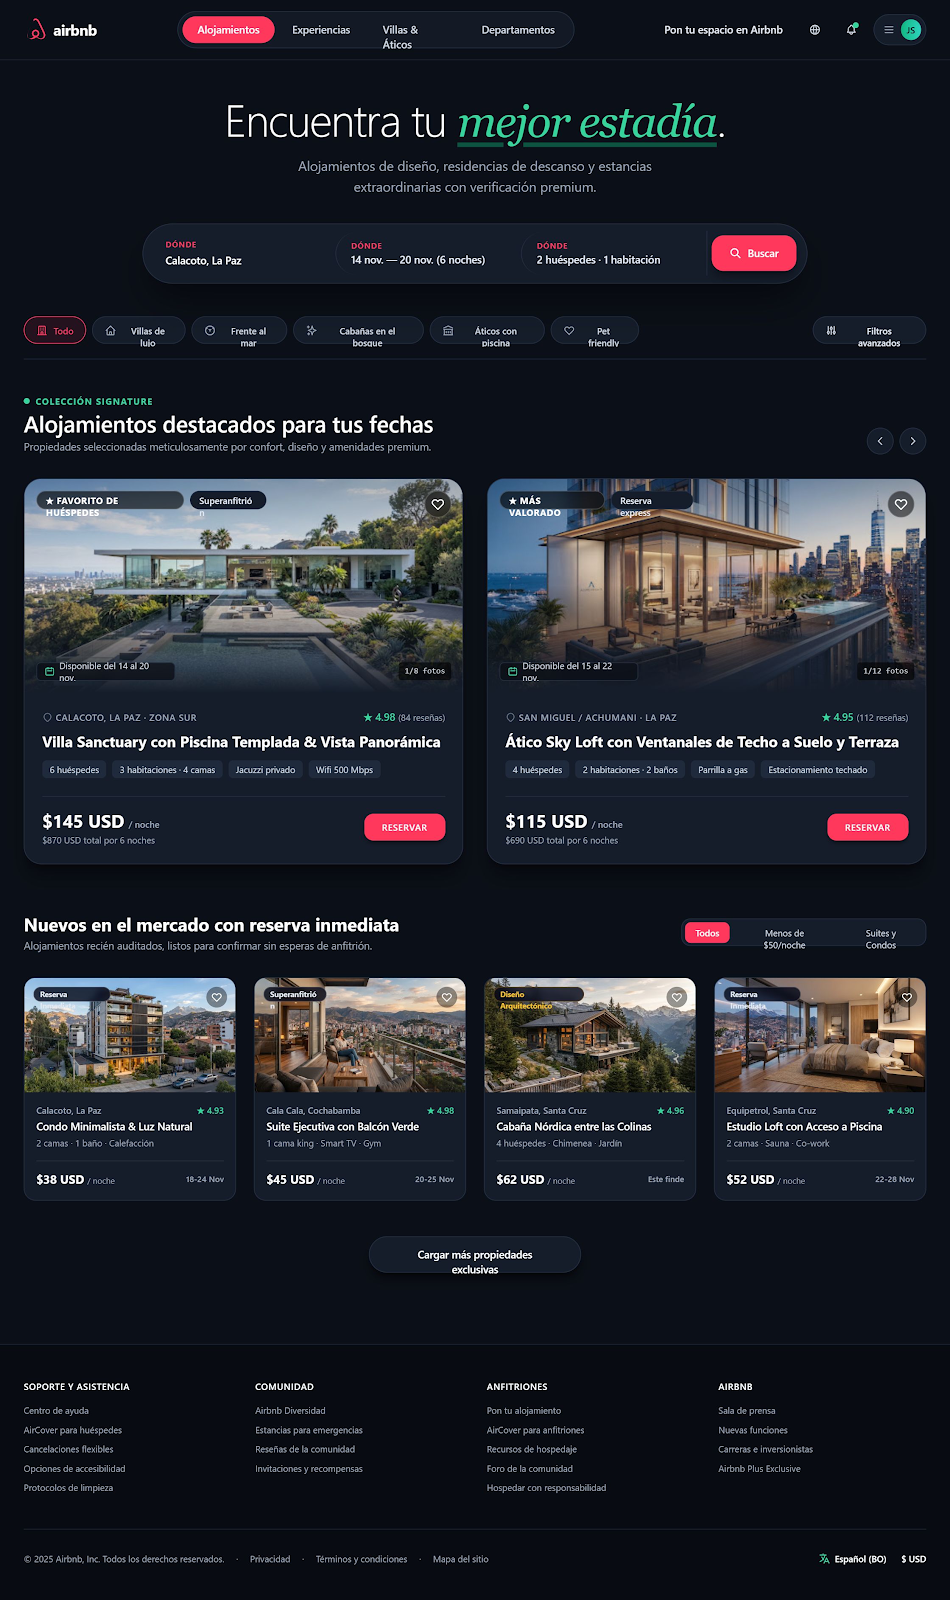 airbnb
Alojamientos
Experiencias
Villas &
Áticos
Departamentos
Pon tu espacio en Airbnb
JS
Encuentra tu mejor estadía.
Alojamientos de diseño, residencias de descanso y estancias
extraordinarias con verificación premium.
DÓNDE
Calacoto, La Paz
DÓNDE
14 nov. — 20 nov. (6 noches)
DÓNDE
2 huéspedes · 1 habitación
Buscar
Todo
Villas de
lujo
Frente al
mar
Cabañas en el
bosque
Áticos con
piscina
Pet
friendly
Filtros
avanzados
COLECCIÓN SIGNATURE
Alojamientos destacados para tus fechas
Propiedades seleccionadas meticulosamente por confort, diseño y amenidades premium.
★ FAVORITO DE
HUÉSPEDES
Superanfitrió
n
Disponible del 14 al 20
nov.
1/8 fotos
CALACOTO, LA PAZ · ZONA SUR
★ 4.98 (84 reseñas)
Villa Sanctuary con Piscina Templada & Vista Panorámica
6 huéspedes
3 habitaciones · 4 camas
Jacuzzi privado
Wifi 500 Mbps
$145 USD / noche
$870 USD total por 6 noches
RESERVAR
★ MÁS
VALORADO
Reserva
express
Disponible del 15 al 22
nov.
1/12 fotos
SAN MIGUEL / ACHUMANI · LA PAZ
★ 4.95 (112 reseñas)
Ático Sky Loft con Ventanales de Techo a Suelo y Terraza
4 huéspedes
2 habitaciones · 2 baños
Parrilla a gas
Estacionamiento techado
$115 USD / noche
$690 USD total por 6 noches
RESERVAR
Nuevos en el mercado con reserva inmediata
Alojamientos recién auditados, listos para confirmar sin esperas de anfitrión.
Todos
Menos de
$50/noche
Suites y
Condos
Reserva
Calacoto, La Paz
★ 4.93
Condo Minimalista & Luz Natural
2 camas · 1 baño · Calefacción
$38 USD / noche
18-24 Nov
Superanfitrió
n
Cala Cala, Cochabamba
★ 4.98
Suite Ejecutiva con Balcón Verde
1 cama king · Smart TV · Gym
$45 USD / noche
20-25 Nov
Diseño
Arquitectónico
Samaipata, Santa Cruz
★ 4.96
Cabaña Nórdica entre las Colinas
4 huéspedes · Chimenea · Jardín
$62 USD / noche
Este finde
Reserva
Inmediata
Equipetrol, Santa Cruz
★ 4.90
Estudio Loft con Acceso a Piscina
2 camas · Sauna · Co-work
$52 USD / noche
22-28 Nov
Cargar más propiedades
exclusivas
SOPORTE Y ASISTENCIA
Centro de ayuda
AirCover para huéspedes
Cancelaciones flexibles
Opciones de accesibilidad
Protocolos de limpieza
COMUNIDAD
Airbnb Diversidad
Estancias para emergencias
Reseñas de la comunidad
Invitaciones y recompensas
ANFITRIONES
Pon tu alojamiento
AirCover para anfitriones
Recursos de hospedaje
Foro de la comunidad
Hospedar con responsabilidad
AIRBNB
Sala de prensa
Nuevas funciones
Carreras e inversionistas
Airbnb Plus Exclusive
© 2025 Airbnb, Inc. Todos los derechos reservados. · Privacidad · Términos y condiciones · Mapa del sitio
Español (BO)
$ USD